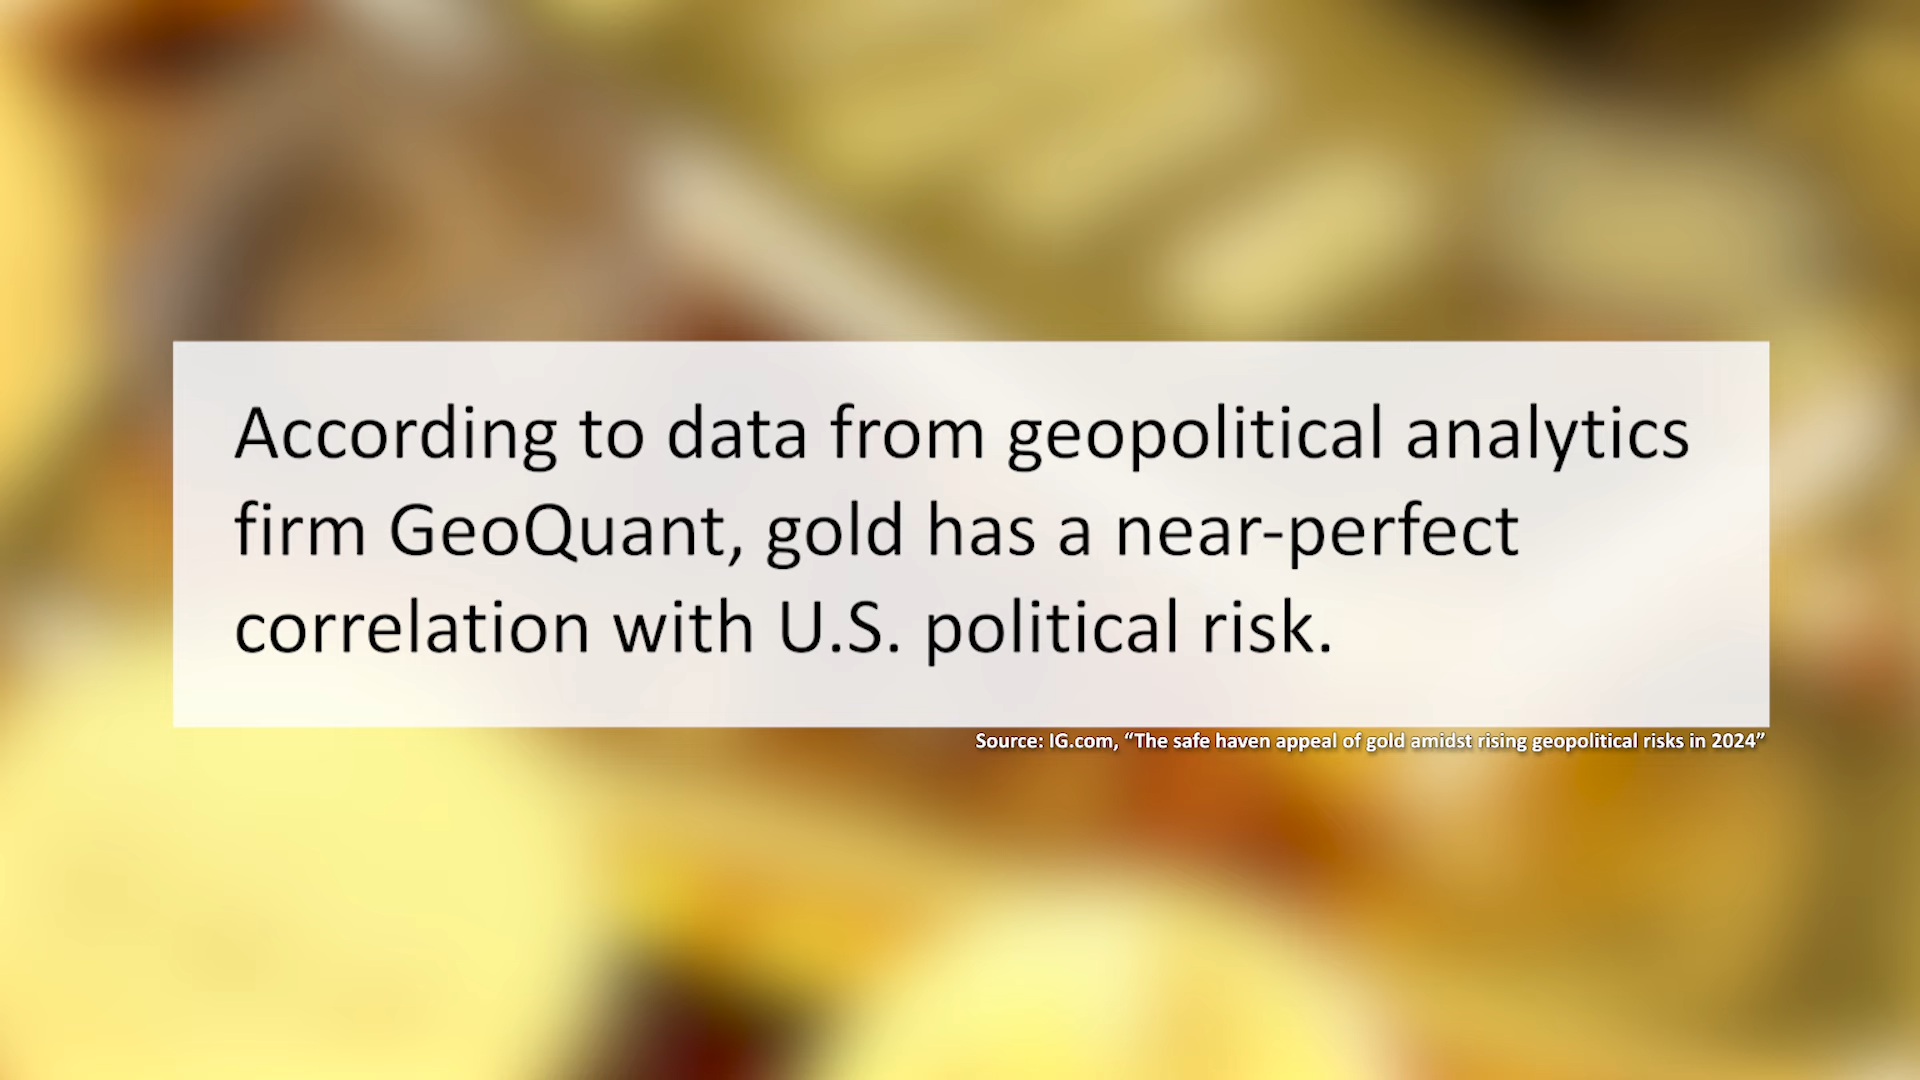 According to data from geopolitical analytics
firm GeoQuant, gold has a near-perfect
correlation with U.S. political risk.
Source: IG.com, “The safe haven appeal of gold amidst rising geopolitical risks in 2024”